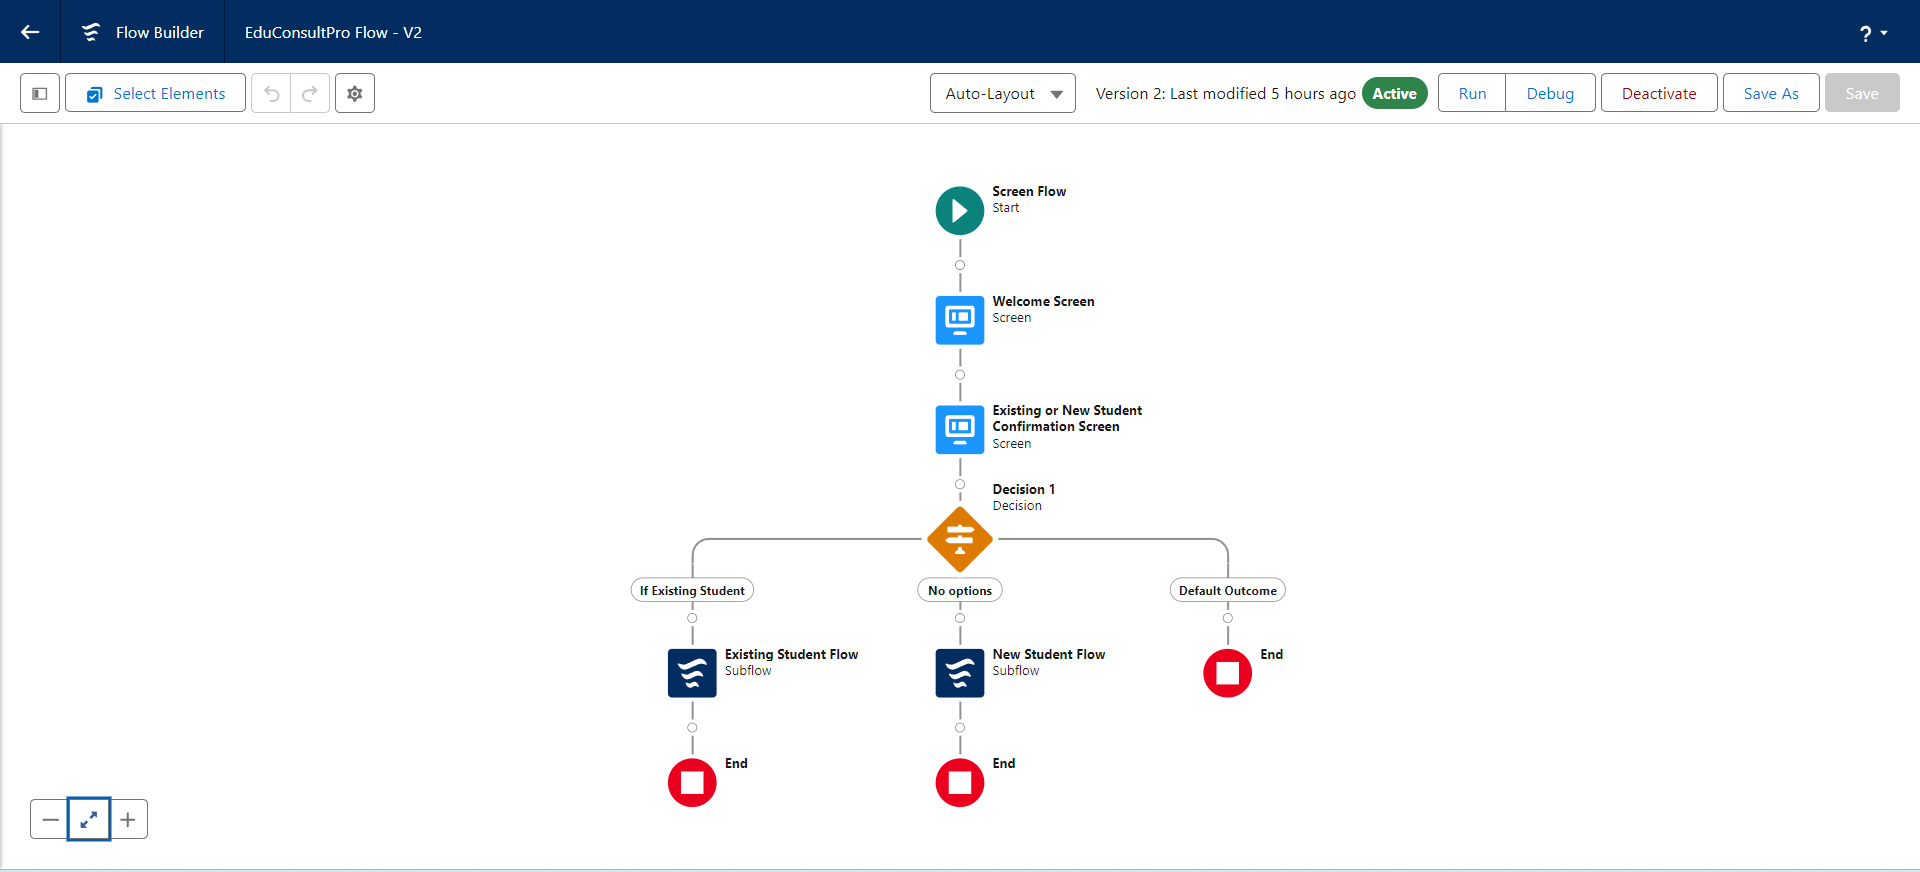 Flow Builder
EduConsultPro Flow - V2
?
Select Elements
Auto-Layout
Version 2: Last modified 5 hours ago
Active
Run
Debug
Deactivate
Save As
Save
Screen Flow
Start
Welcome Screen
Screen
Existing or New Student
Confirmation Screen
Screen
Decision 1
Decision
If Existing Student
No options
Default Outcome
Existing Student Flow
Subflow
New Student Flow
Subflow
End
End
End